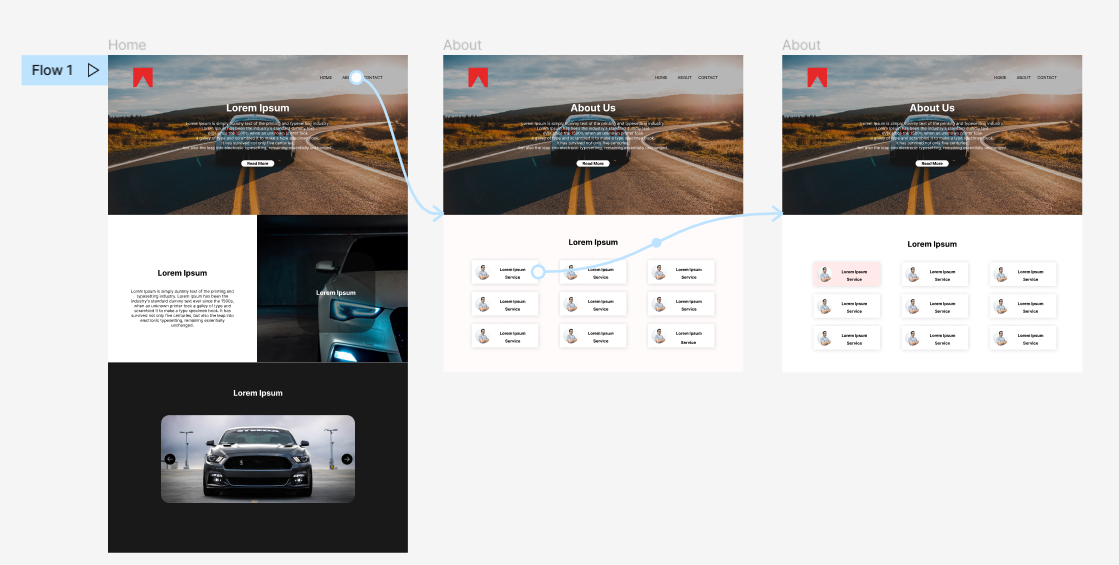 Home
Flow 1
HOME
CONTACT
Lorem Ipsum
Lorem Ipsum is simply dummy text of the printing and typesetting industry.
Lorem Ipsum has been the industry's standard dummy text
when an unknown printer took
a galley of type and scrambled it to make a type specimen book.
It has survived not only five centuries,
but also the leap into electronic typesetting, remaining essentially unchanged.
Read More
Lorem Ipsum
Lorem Ipsum is simply dummy text of the printing and
typesetting industry. Lorem Ipsum has been the
industry's standard dummy text ever since the 1500s,
when an unknown printer took a galley of type and
scrambled it to make a type specimen book. It has
survived not only five centuries, but also the leap into
electronic typesetting, remaining essentially
unchanged.
Lorem Ipsum
Lorem Ipsum
About
HOME
ABOUT
CONTACT
About Us
Lorem Ipsum is simply dummy text of the printing and typesetting industry.
Lorem Ipsum has been the industry's standard dummy text
when an unknown printer took
a galley of type and scrambled it to make a type specimen book.
It has survived not only five centuries,
but also the leap into electronic typesetting, remaining essentially unchanged.
Read More
Lorem Ipsum
Lorem Ipsum
Service
Lorem Ipsum
Service
Lorem Ipsum
Service
Lorem Ipsum
Service
Lorem Ipsum
Service
Lorem Ipsum
Service
Lorem Ipsum
Service
Lorem Ipsum
Service
Lorem Ipsum
Service
About
HOME
ABOUT
CONTACT
About Us
Lorem Ipsum is simply dummy text of the printing and typesetting industry.
Lorem Ipsum has been the industry's standard dummy text
when an unknown printer took
a galley of type and scrambled it to make a type specimen book.
It has survived not only five centuries,
but also the leap into electronic typesetting, remaining essentially unchanged.
Read More
Lorem Ipsum
Lorem Ipsum
Service
Lorem Ipsum
Service
Lorem Ipsum
Service
Lorem Ipsum
Service
Lorem Ipsum
Service
Lorem Ipsum
Service
Lorem Ipsum
Service
Lorem Ipsum
Service
Lorem Ipsum
Service